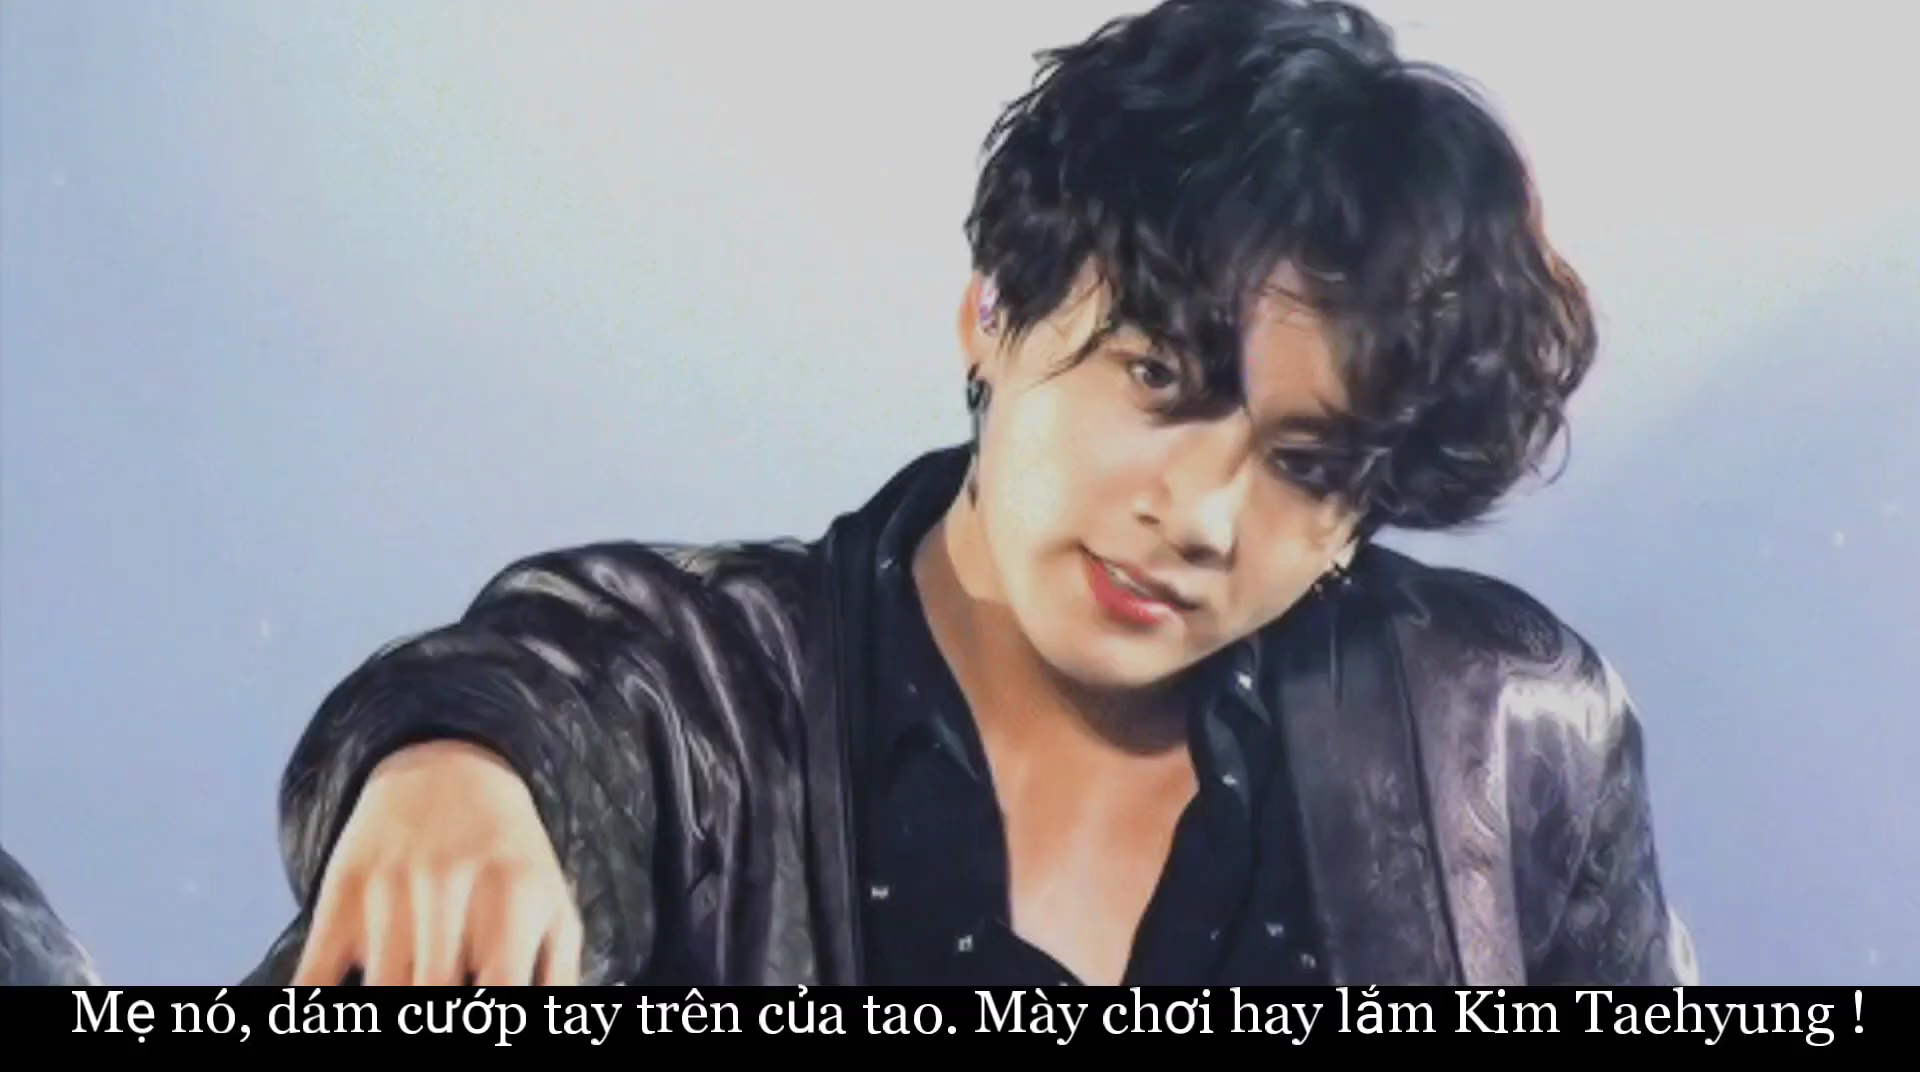 Mẹ nó, dám cướp tay trên của tao. Mày chơi hay lắm Kim Taehyung !